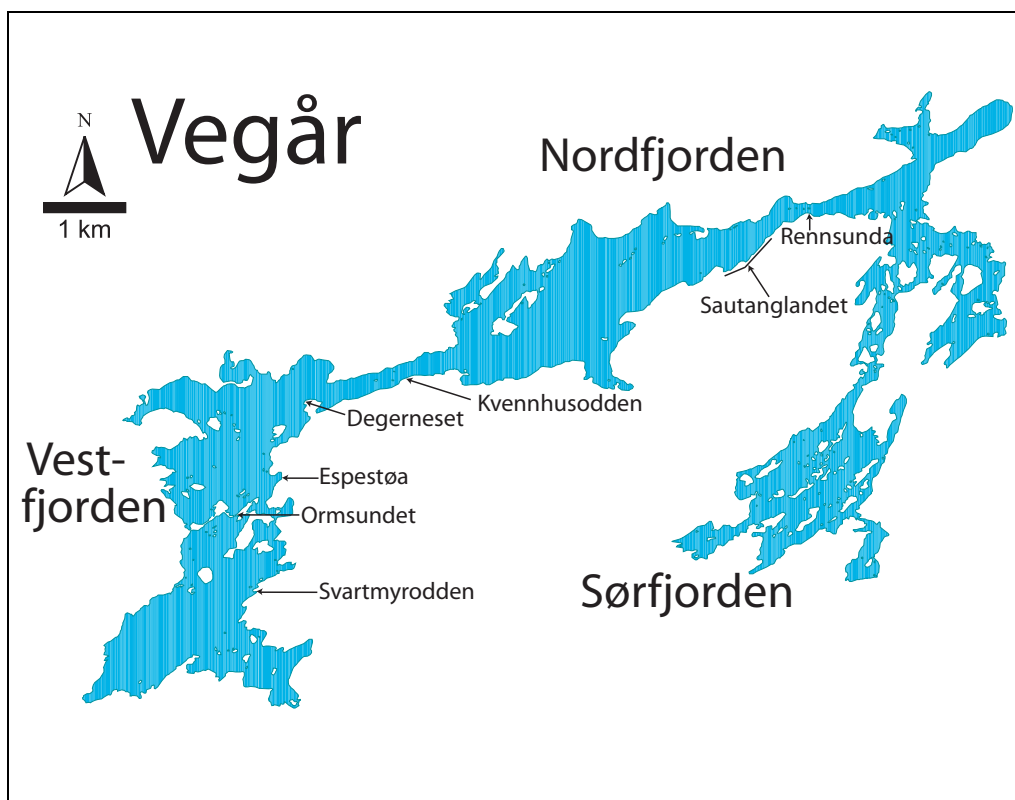 Vegår
N
1 km
Nordfjorden
Rennsunda
Sautanglandet
Kvennhusodden
Degerneset
Vest-
fjorden
Espestøa
Ormsundet
Svartmyrodden
Sørfjorden